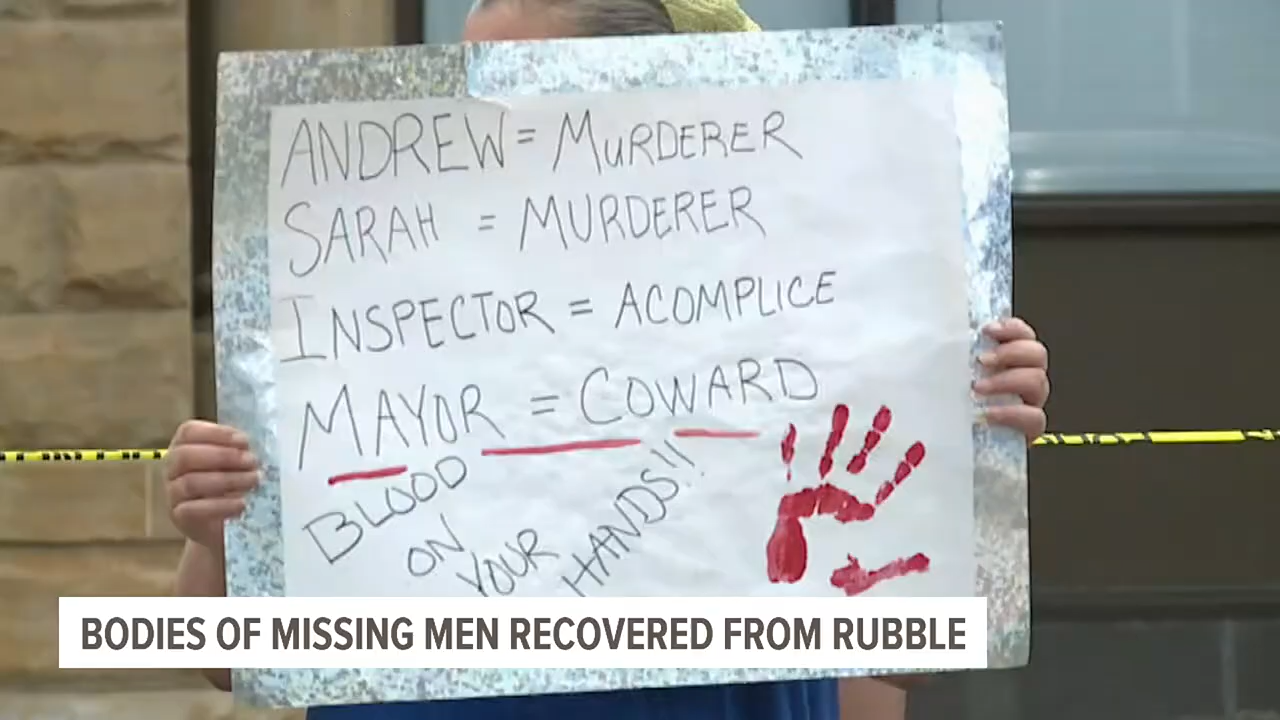 ANDREW = MURDERER
SARAH = MURDERER
INSPECTOR = ACOMPLICE
MAYOR = COWARD
BLOOD
ON
YOUR
HANDS!!
BODIES OF MISSING MEN RECOVERED FROM RUBBLE